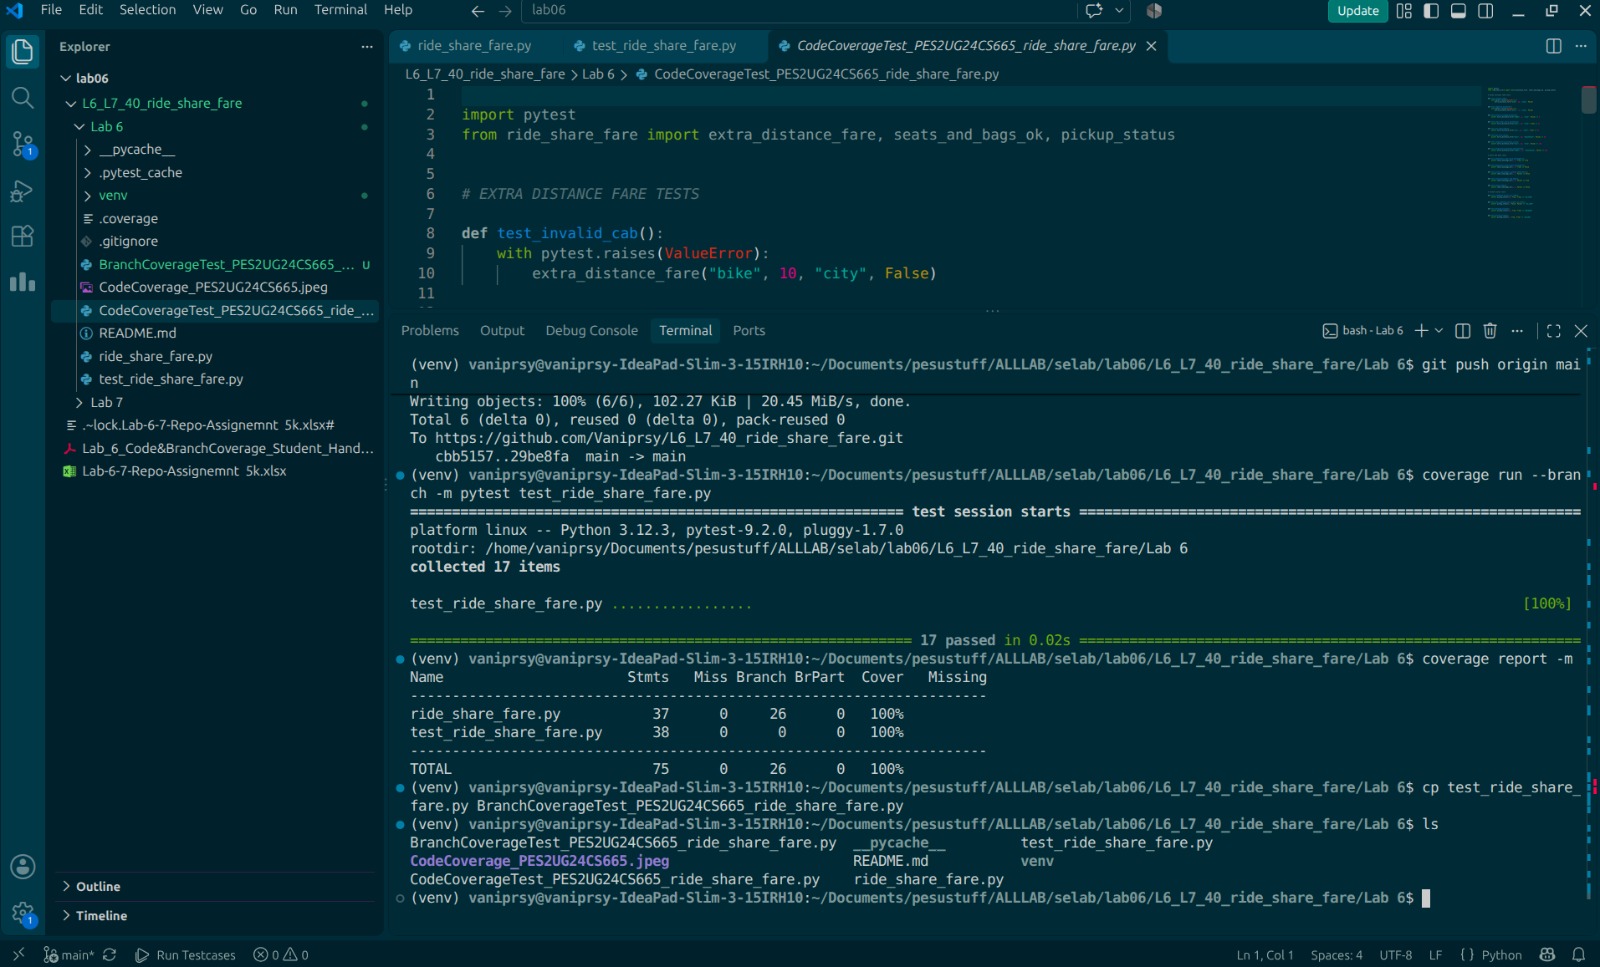 File Edit Selection View Go Run Terminal Help
lab06
Update
Explorer
lab06
L6_L7_40_ride_share_fare
Lab 6
__pycache__
.pytest_cache
venv
.coverage
.gitignore
BranchCoverageTest_PES2UG24CS665_... U
CodeCoverage_PES2UG24CS665.jpeg
CodeCoverageTest_PES2UG24CS665_ride_...
README.md
ride_share_fare.py
test_ride_share_fare.py
Lab 7
.~lock.Lab-6-7-Repo-Assignemnt 5k.xlsx#
Lab_6_Code&BranchCoverage_Student_Hand...
Lab-6-7-Repo-Assignemnt 5k.xlsx
Outline
Timeline
1
1
ride_share_fare.py test_ride_share_fare.py CodeCoverageTest_PES2UG24CS665_ride_share_fare.py
L6_L7_40_ride_share_fare > Lab 6 > CodeCoverageTest_PES2UG24CS665_ride_share_fare.py
1
2 import pytest
3 from ride_share_fare import extra_distance_fare, seats_and_bags_ok, pickup_status
4
5
6 # EXTRA DISTANCE FARE TESTS
7
8 def test_invalid_cab():
9 with pytest.raises(ValueError):
10 extra_distance_fare("bike", 10, "city", False)
11
Problems Output Debug Console Terminal Ports
bash - Lab 6
(venv) vaniprsy@vaniprsy-IdeaPad-Slim-3-15IRH10:~/Documents/pesustuff/ALLLAB/selab/lab06/L6_L7_40_ride_share_fare/Lab 6$ git push origin mai
n
Writing objects: 100% (6/6), 102.27 KiB | 20.45 MiB/s, done.
Total 6 (delta 0), reused 0 (delta 0), pack-reused 0
To https://github.com/Vaniprsy/L6_L7_40_ride_share_fare.git
cbb5157..29be8fa main -> main
(venv) vaniprsy@vaniprsy-IdeaPad-Slim-3-15IRH10:~/Documents/pesustuff/ALLLAB/selab/lab06/L6_L7_40_ride_share_fare/Lab 6$ coverage run --bran
ch -m pytest test_ride_share_fare.py
=========================================================== test session starts ============================================================
platform linux -- Python 3.12.3, pytest-9.2.0, pluggy-1.7.0
rootdir: /home/vaniprsy/Documents/pesustuff/ALLLAB/selab/lab06/L6_L7_40_ride_share_fare/Lab 6
collected 17 items
test_ride_share_fare.py ................. [100%]
============================================================ 17 passed in 0.02s ============================================================
(venv) vaniprsy@vaniprsy-IdeaPad-Slim-3-15IRH10:~/Documents/pesustuff/ALLLAB/selab/lab06/L6_L7_40_ride_share_fare/Lab 6$ coverage report -m
Name Stmts Miss Branch BrPart Cover Missing
---------------------------------------------------------------------
ride_share_fare.py 37 0 26 0 100%
test_ride_share_fare.py 38 0 0 0 100%
---------------------------------------------------------------------
TOTAL 75 0 26 0 100%
(venv) vaniprsy@vaniprsy-IdeaPad-Slim-3-15IRH10:~/Documents/pesustuff/ALLLAB/selab/lab06/L6_L7_40_ride_share_fare/Lab 6$ cp test_ride_share_
fare.py BranchCoverageTest_PES2UG24CS665_ride_share_fare.py
(venv) vaniprsy@vaniprsy-IdeaPad-Slim-3-15IRH10:~/Documents/pesustuff/ALLLAB/selab/lab06/L6_L7_40_ride_share_fare/Lab 6$ ls
BranchCoverageTest_PES2UG24CS665_ride_share_fare.py __pycache__ test_ride_share_fare.py
CodeCoverage_PES2UG24CS665.jpeg README.md venv
CodeCoverageTest_PES2UG24CS665_ride_share_fare.py ride_share_fare.py
(venv) vaniprsy@vaniprsy-IdeaPad-Slim-3-15IRH10:~/Documents/pesustuff/ALLLAB/selab/lab06/L6_L7_40_ride_share_fare/Lab 6$
main* Run Testcases 0 0 Ln 1, Col 1 Spaces: 4 UTF-8 LF { } Python